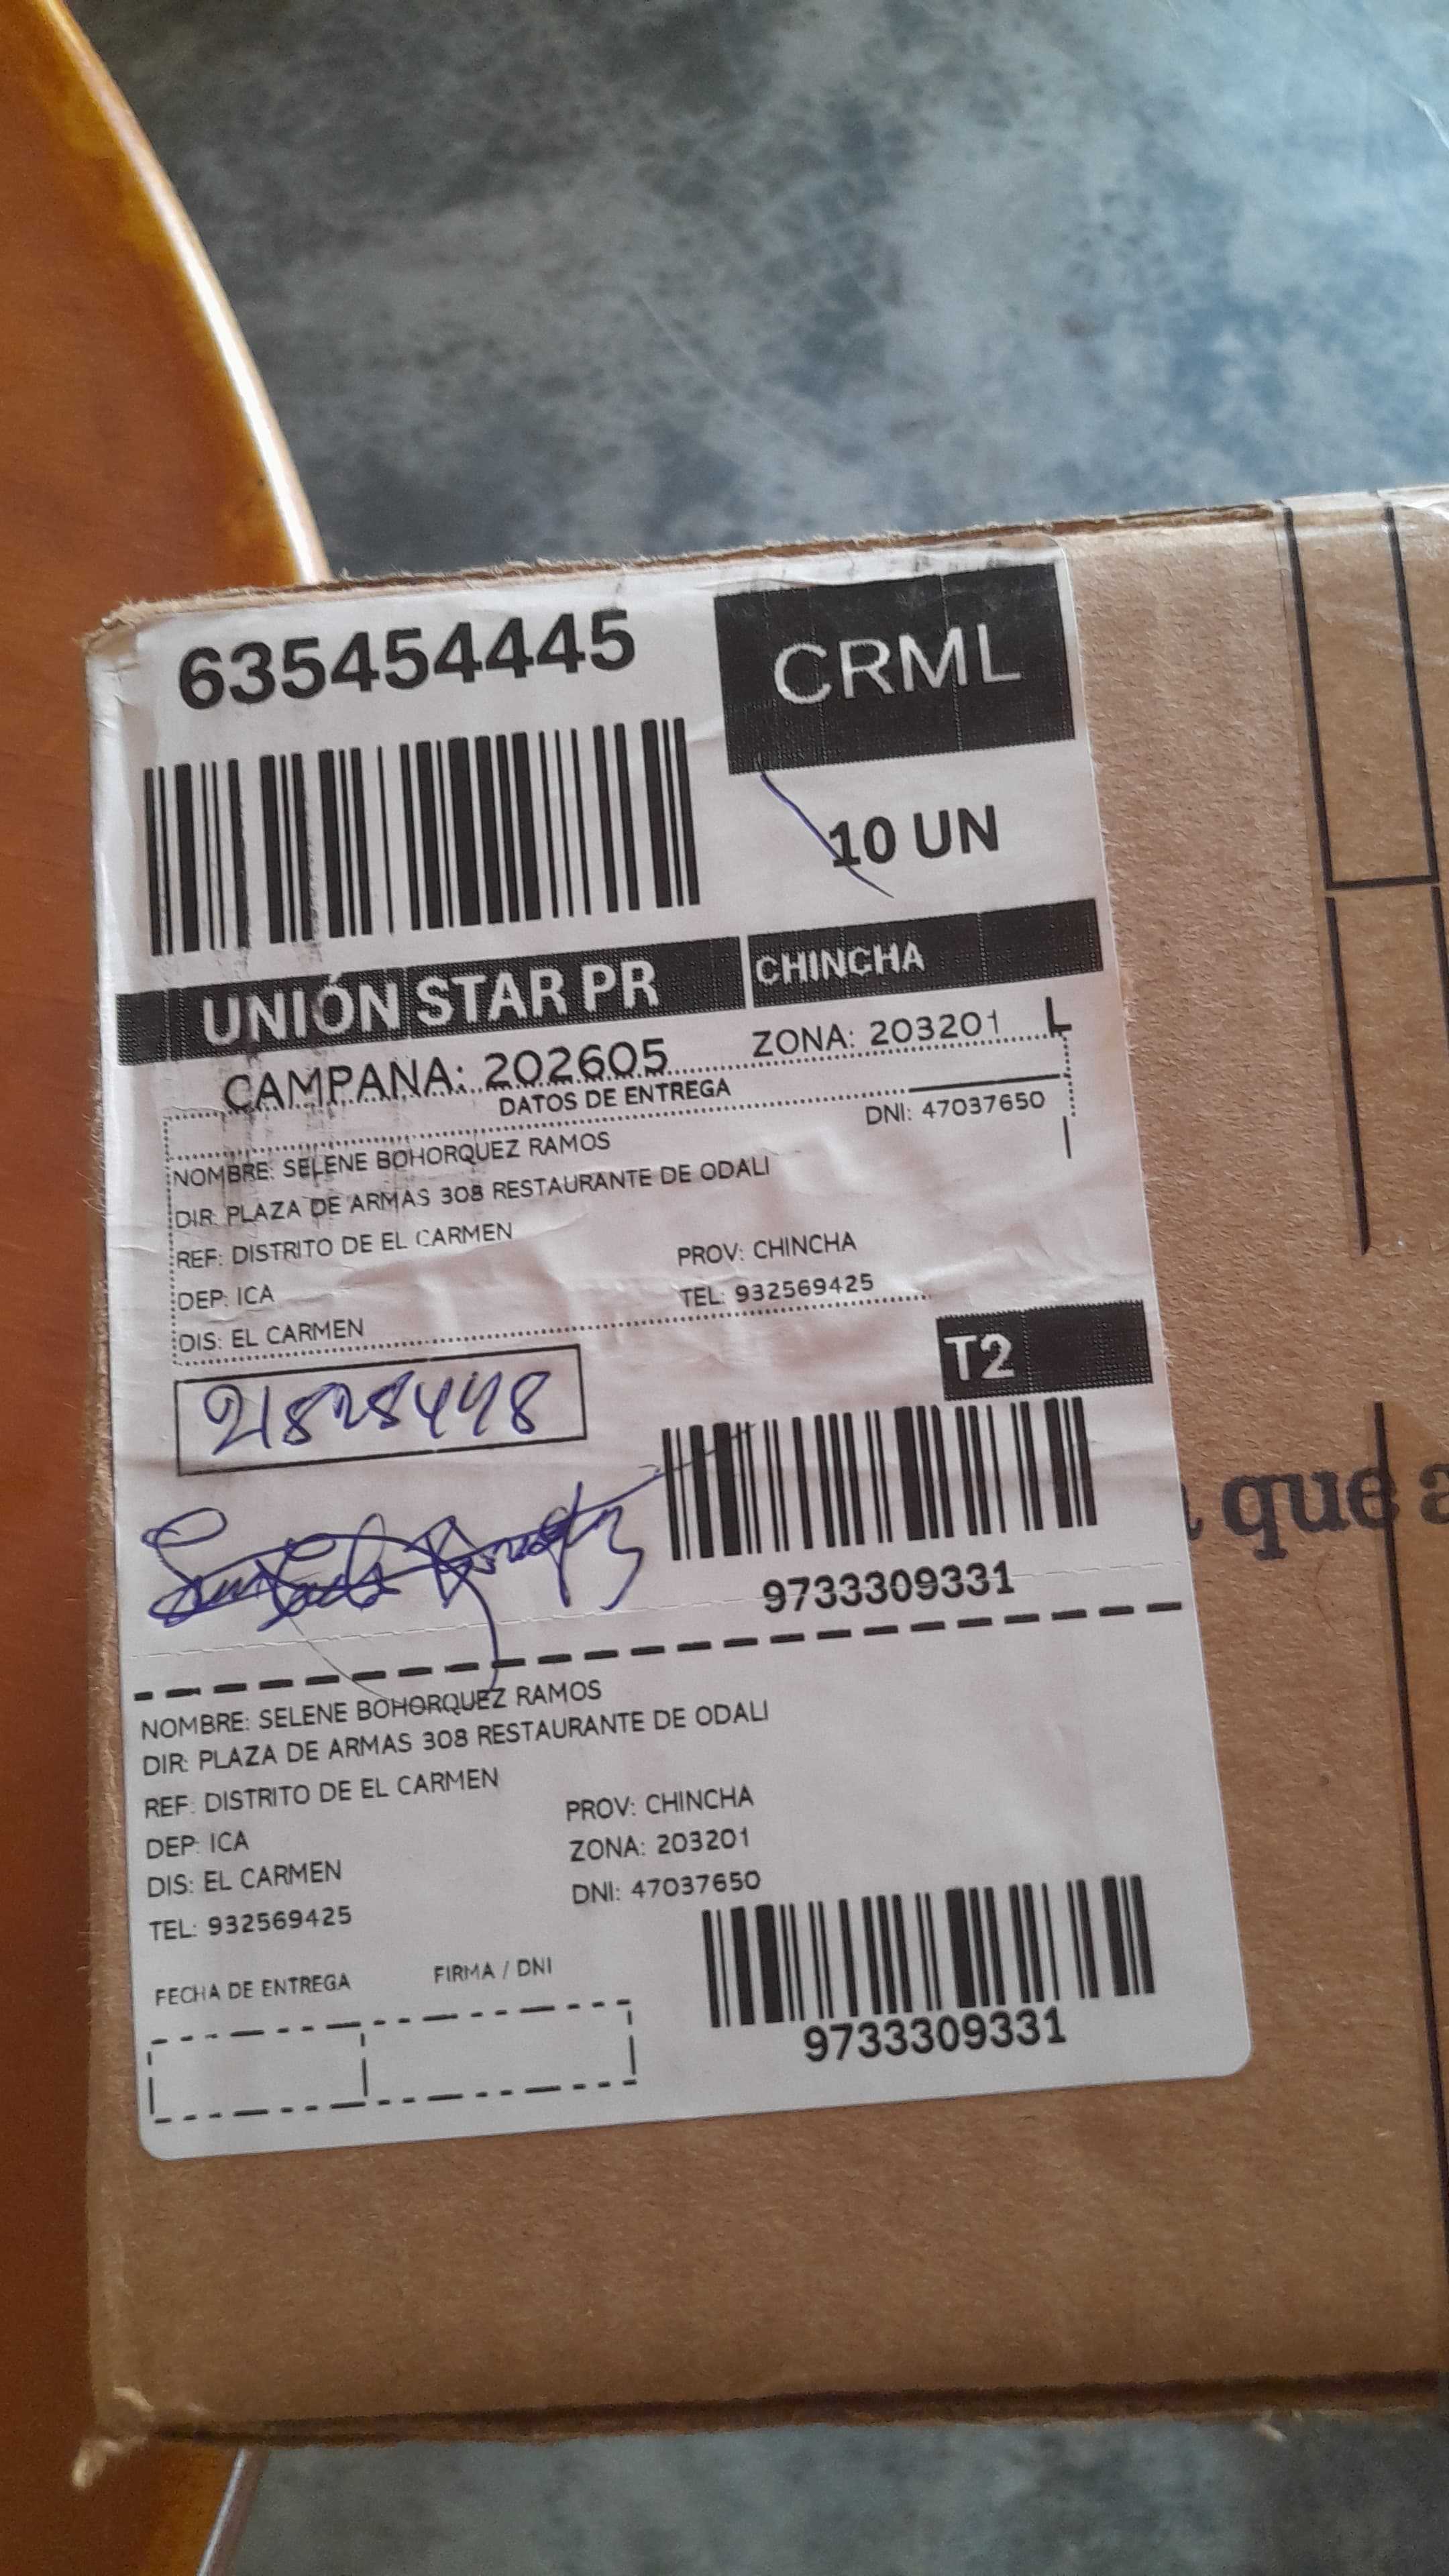 635454445
CRML
10 UN
UNIÓN STAR PR
CHINCHA
CAMPANA: 202605
ZONA: 203201
L
DATOS DE ENTREGA
DNI: 47037650
NOMBRE: SELENE BOHORQUEZ RAMOS
DIR: PLAZA DE ARMAS 308 RESTAURANTE DE ODALI
REF: DISTRITO DE EL CARMEN
PROV: CHINCHA
DEP: ICA
TEL: 932569425
DIS: EL CARMEN
T2
21828448
9733309331
NOMBRE: SELENE BOHORQUEZ RAMOS
DIR: PLAZA DE ARMAS 308 RESTAURANTE DE ODALI
REF: DISTRITO DE EL CARMEN
PROV: CHINCHA
DEP: ICA
ZONA: 203201
DIS: EL CARMEN
DNI: 47037650
TEL: 932569425
FECHA DE ENTREGA
FIRMA / DNI
9733309331
que a